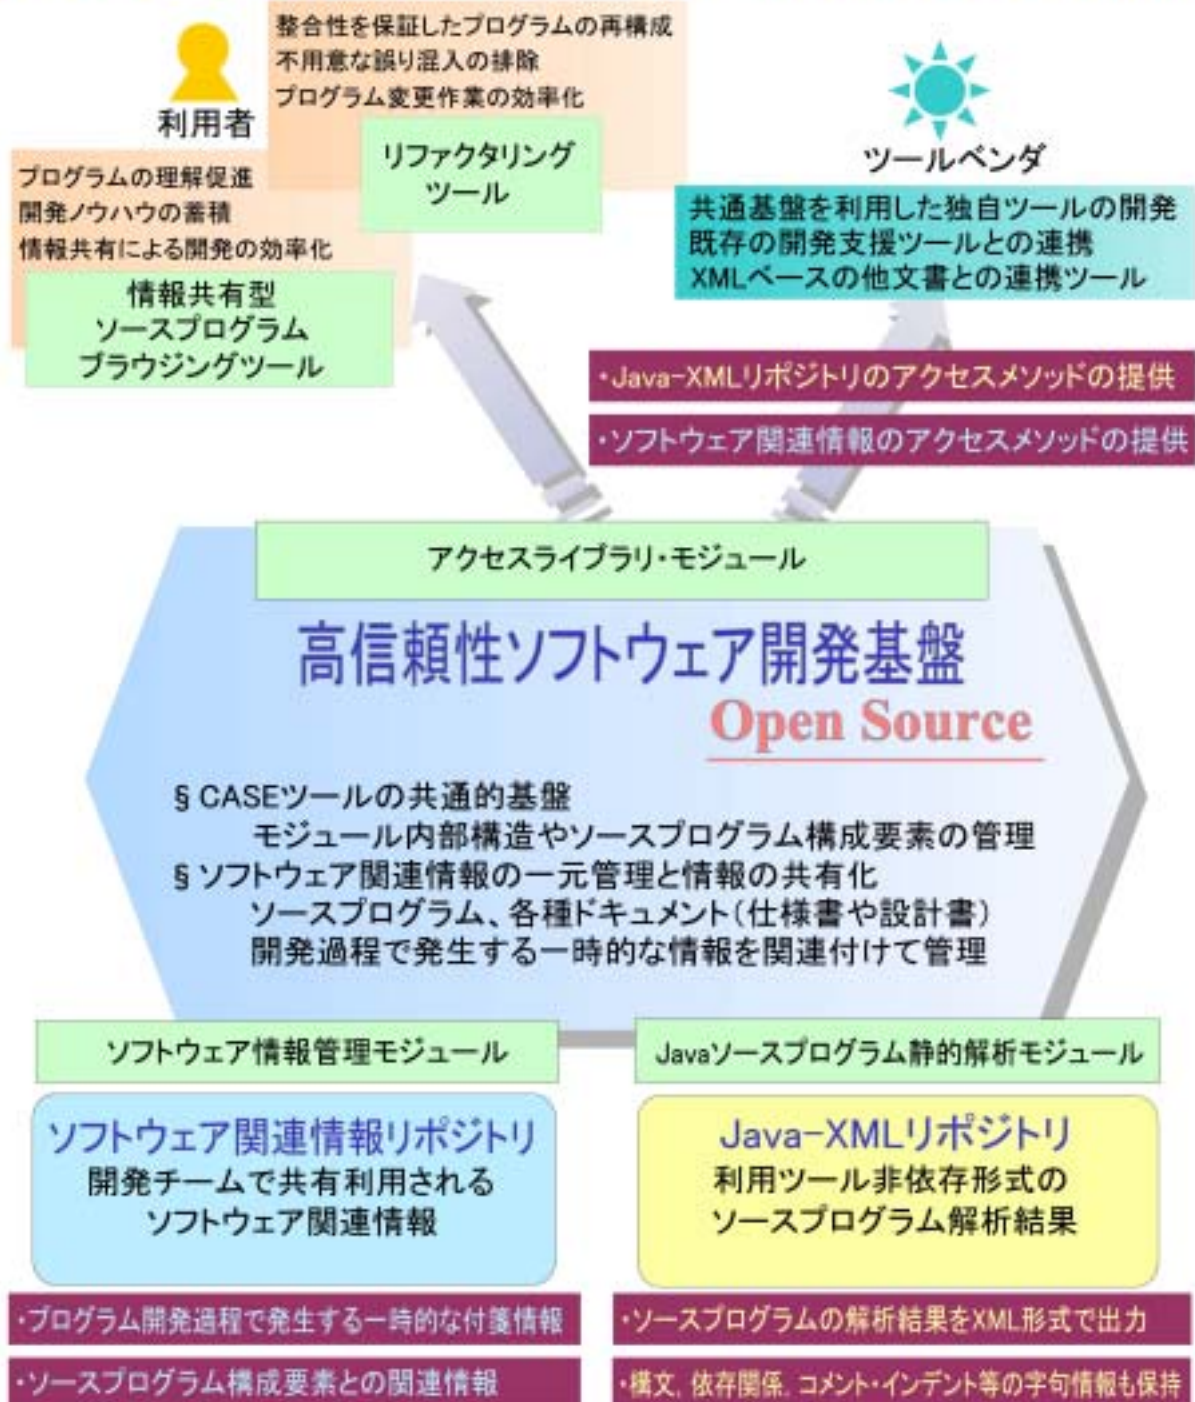 整合性を保証したプログラムの再構成
不用意な誤り混入の排除
プログラム変更作業の効率化
利用者
リファクタリング
ツール
プログラムの理解促進
開発ノウハウの蓄積
情報共有による開発の効率化
情報共有型
ソースプログラム
ブラウジングツール
ツールベンダ
共通基盤を利用した独自ツールの開発
既存の開発支援ツールとの連携
XMLベースの他文書との連携ツール
・Java-XMLリポジトリのアクセスメソッドの提供
・ソフトウェア関連情報のアクセスメソッドの提供
アクセスライブラリ・モジュール
高信頼性ソフトウェア開発基盤
Open Source
§CASEツールの共通的基盤
モジュール内部構造やソースプログラム構成要素の管理
§ソフトウェア関連情報の一元管理と情報の共有化
ソースプログラム、各種ドキュメント(仕様書や設計書)
開発過程で発生する一時的な情報を関連付けて管理
ソフトウェア情報管理モジュール
ソフトウェア関連情報リポジトリ
開発チームで共有利用される
ソフトウェア関連情報
・プログラム開発過程で発生する一時的な付箋情報
・ソースプログラム構成要素との関連情報
Javaソースプログラム静的解析モジュール
Java-XMLリポジトリ
利用ツール非依存形式の
ソースプログラム解析結果
・ソースプログラムの解析結果をXML形式で出力
・構文, 依存関係, コメント・インデント等の字句情報も保持